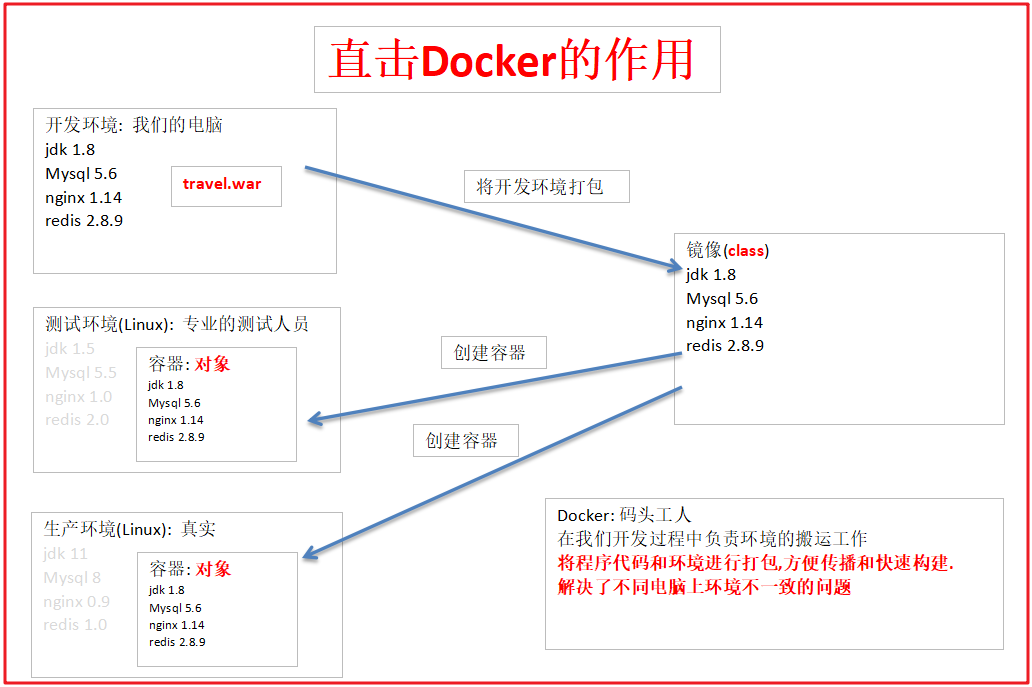 直击Docker的作用
开发环境: 我们的电脑
jdk 1.8
Mysql 5.6
nginx 1.14
redis 2.8.9
travel.war
将开发环境打包
镜像(class)
jdk 1.8
Mysql 5.6
nginx 1.14
redis 2.8.9
测试环境(Linux): 专业的测试人员
jdk 1.5
Mysql 5.5
nginx 1.0
redis 2.0
容器: 对象
jdk 1.8
Mysql 5.6
nginx 1.14
redis 2.8.9
创建容器
创建容器
生产环境(Linux): 真实
jdk 11
Mysql 8
nginx 0.9
redis 1.0
容器: 对象
jdk 1.8
Mysql 5.6
nginx 1.14
redis 2.8.9
Docker: 码头工人
在我们开发过程中负责环境的搬运工作
将程序代码和环境进行打包,方便传播和快速构建.
解决了不同电脑上环境不一致的问题